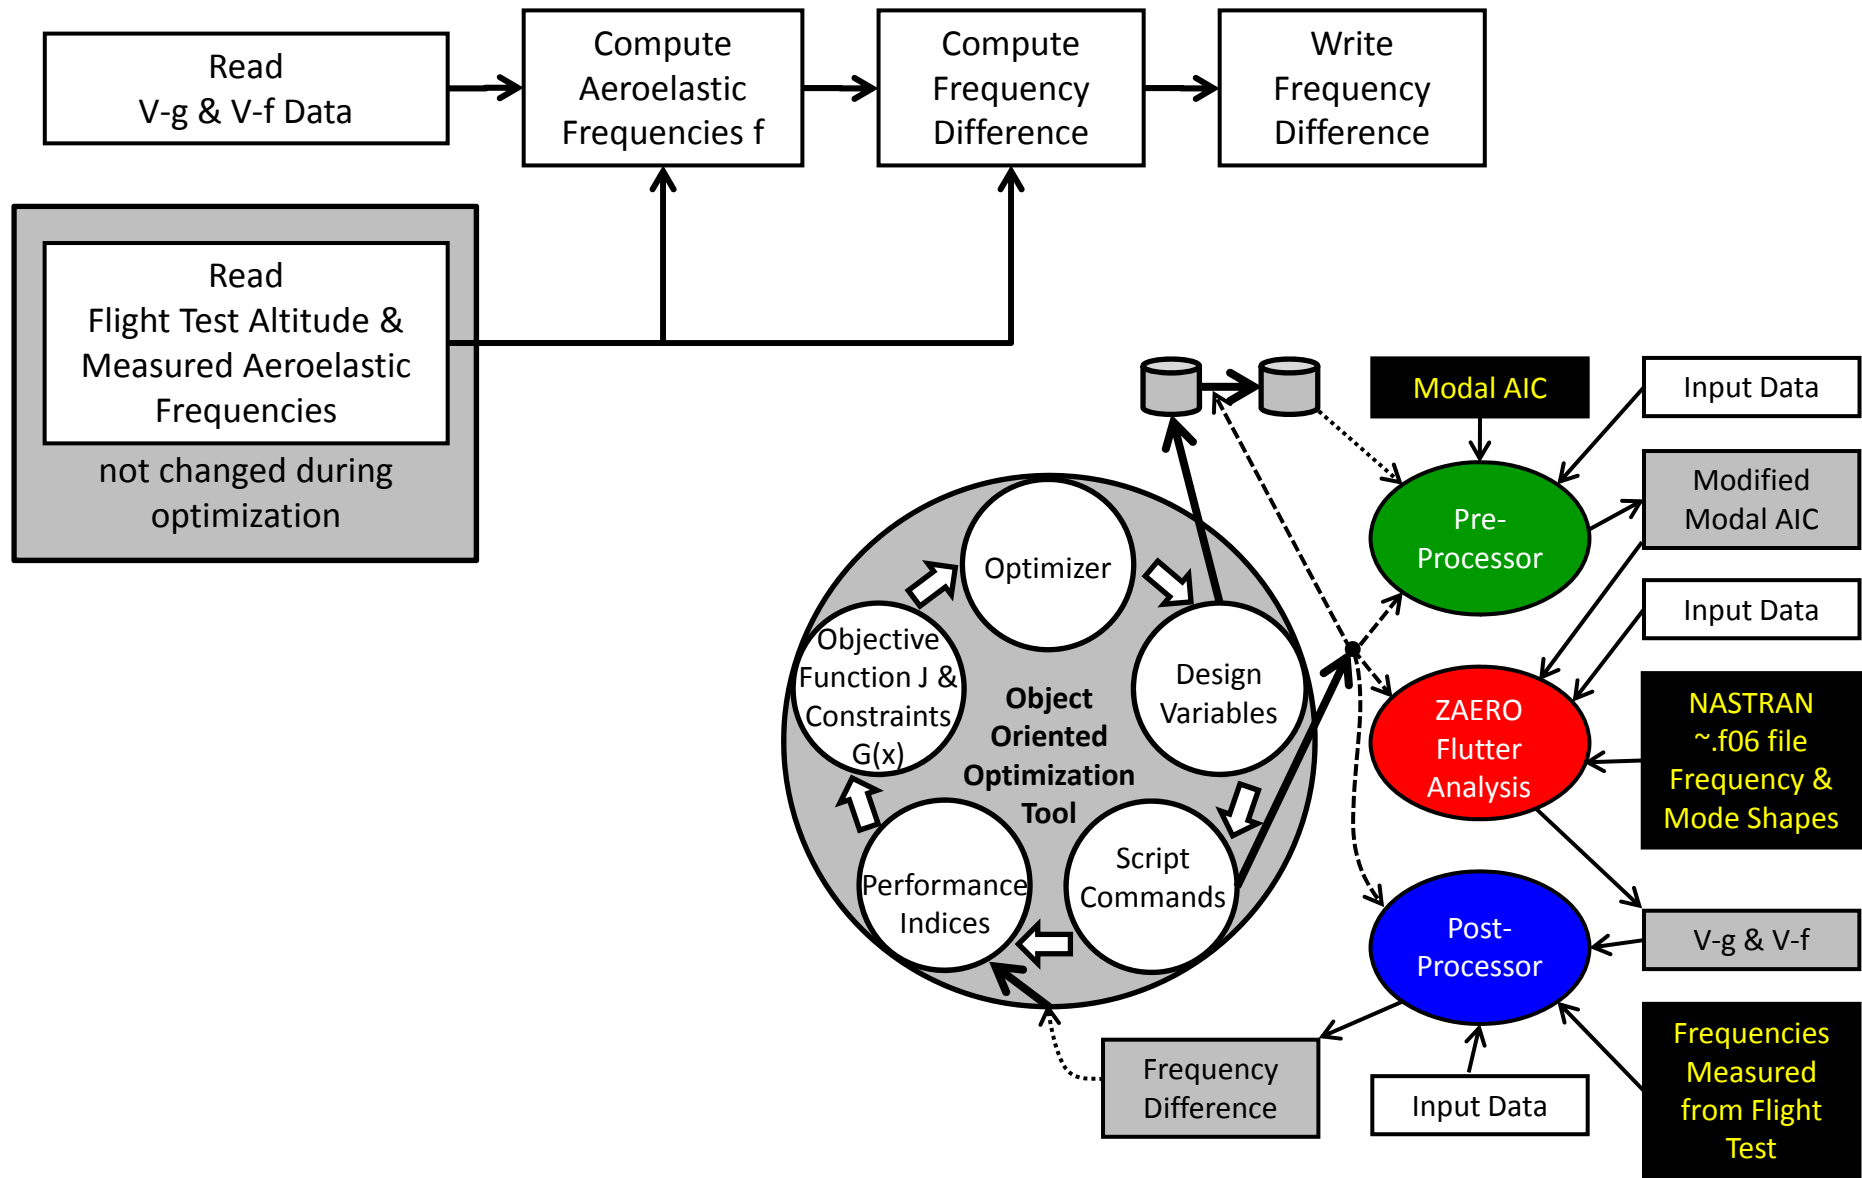 Read
V-g & V-f Data
Compute
Aeroelastic
Frequencies f
Compute
Frequency
Difference
Write
Frequency
Difference
Read
Flight Test Altitude &
Measured Aeroelastic
Frequencies
not changed during
optimization
Modal AIC
Input Data
Pre-
Processor
Modified
Modal AIC
Input Data
ZAERO
Flutter
Analysis
NASTRAN
~.f06 file
Frequency &
Mode Shapes
Optimizer
Design
Variables
Script
Commands
Performance
Indices
Objective
Function J &
Constraints
G(x)
Object
Oriented
Optimization
Tool
Post-
Processor
V-g & V-f
Frequency
Difference
Input Data
Frequencies
Measured
from Flight
Test